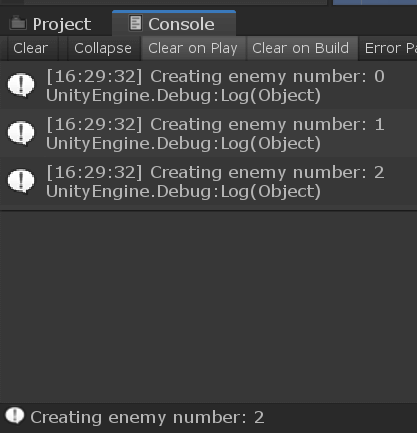 Project
Console
Clear
Collapse
Clear on Play
Clear on Build
Error Pa
[16:29:32] Creating enemy number: 0
UnityEngine.Debug:Log(Object)
[16:29:32] Creating enemy number: 1
UnityEngine.Debug:Log(Object)
[16:29:32] Creating enemy number: 2
UnityEngine.Debug:Log(Object)
Creating enemy number: 2